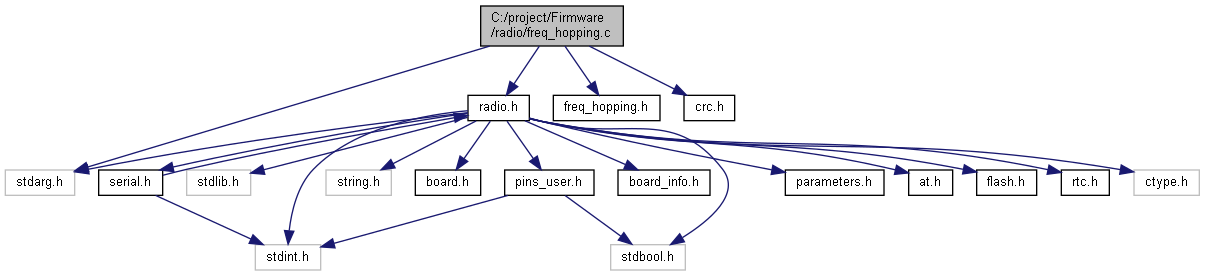 C:/project/Firmware
/radio/freq_hopping.c
radio.h
freq_hopping.h
crc.h
stdarg.h
serial.h
stdlib.h
string.h
board.h
pins_user.h
board_info.h
parameters.h
at.h
flash.h
rtc.h
ctype.h
stdint.h
stdbool.h